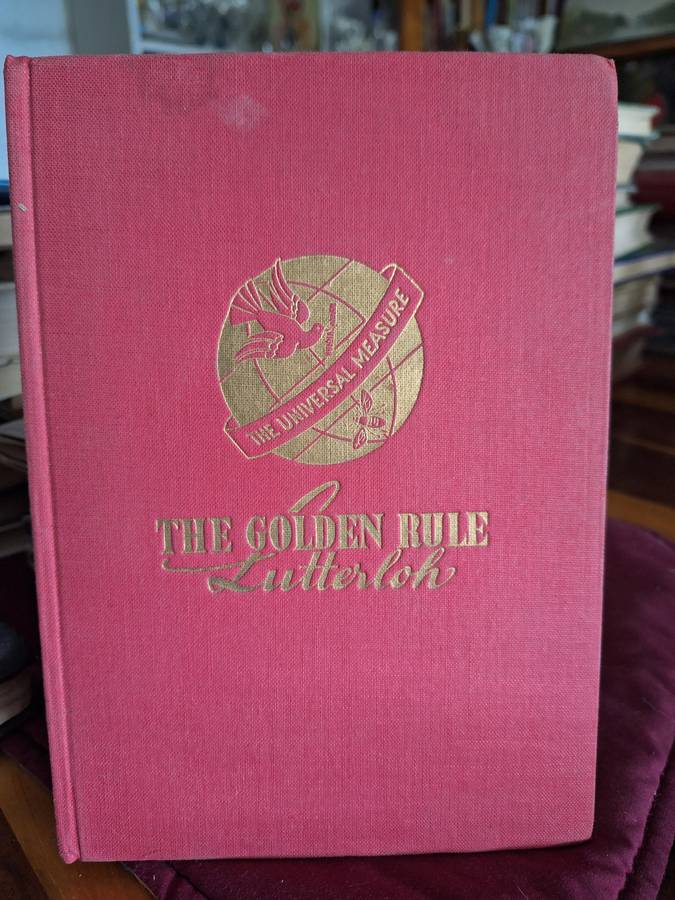 THE UNIVERSAL MEASURE
THE GOLDEN RULE
Lutterloh